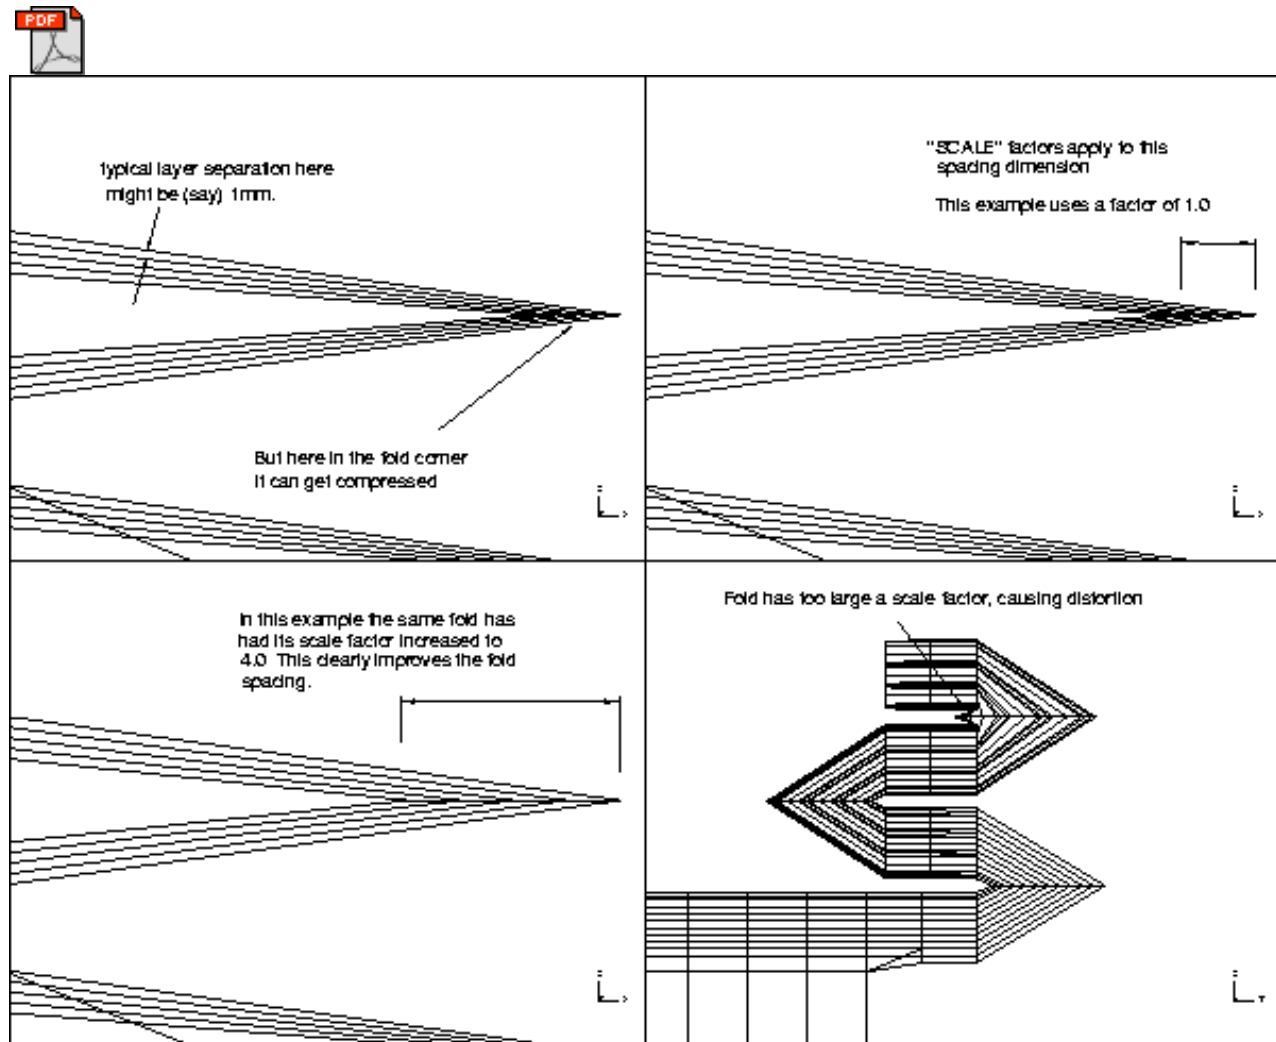 PDF
typical layer separation here
might be (say) 1mm.
"SCALE" factors apply to this
spacing dimension
This example uses a factor of 1.0
But here in the fold corner
it can get compressed
In this example the same fold has
had its scale factor increased to
4.0 This clearly improves the fold
spacing.
Fold has too large a scale factor, causing distortion